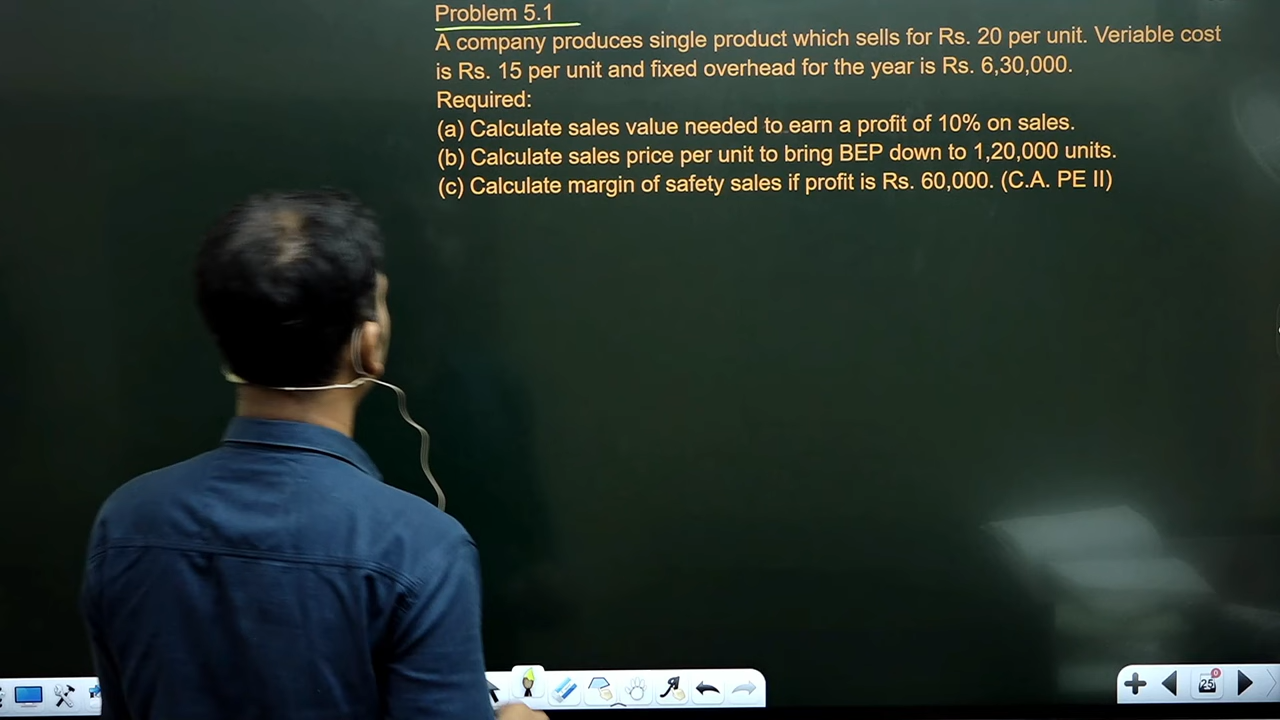 Problem 5.1
A company produces single product which sells for Rs. 20 per unit. Veriable cost
is Rs. 15 per unit and fixed overhead for the year is Rs. 6,30,000.
Required:
(a) Calculate sales value needed to earn a profit of 10% on sales.
(b) Calculate sales price per unit to bring BEP down to 1,20,000 units.
(c) Calculate margin of safety sales if profit is Rs. 60,000. (C.A. PE II)
25